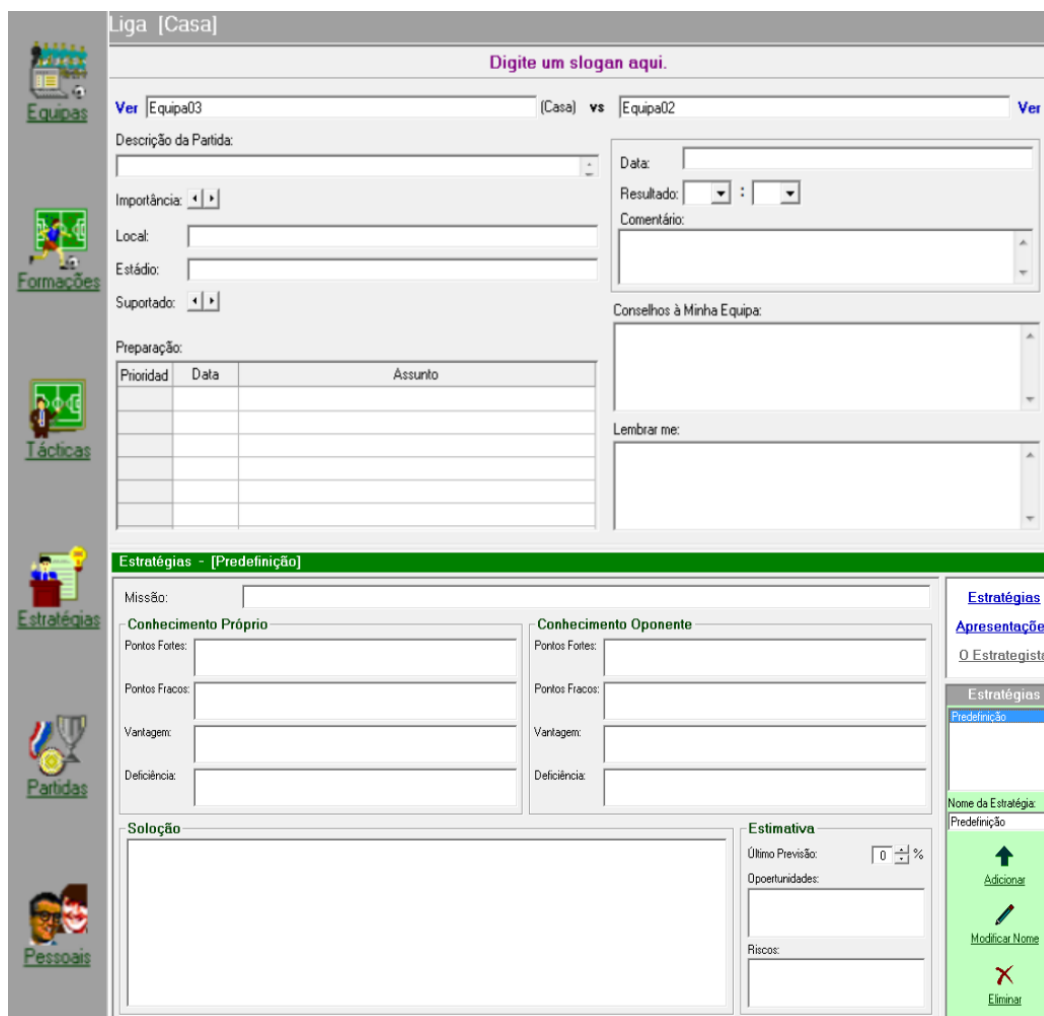 Liga [Casa]
Digite um slogan aqui.
Equipas
Formações
Tácticas
Estratégias
Partidas
Pessoais
Ver Equipa03 (Casa) vs Equipa02 Ver
Descrição da Partida:
Importância:
Local:
Estádio:
Suportado:
Preparação:
Prioridad Data Assunto
Data:
Resultado: :
Comentário:
Conselhos à Minha Equipa:
Lembrar me:
Estratégias - [Predefinição]
Missão:
Conhecimento Próprio
Pontos Fortes:
Pontos Fracos:
Vantagem:
Deficiência:
Conhecimento Oponente
Pontos Fortes:
Pontos Fracos:
Vantagem:
Deficiência:
Soloção
Estimativa
Último Previsão: 0 %
Opoertunidades:
Riscos:
Estratégias
Apresentaçõe
O Estrategista
Estratégias
Predefinição
Nome da Estratégia:
Predefinição
Adicionar
Modificar Nome
Eliminar